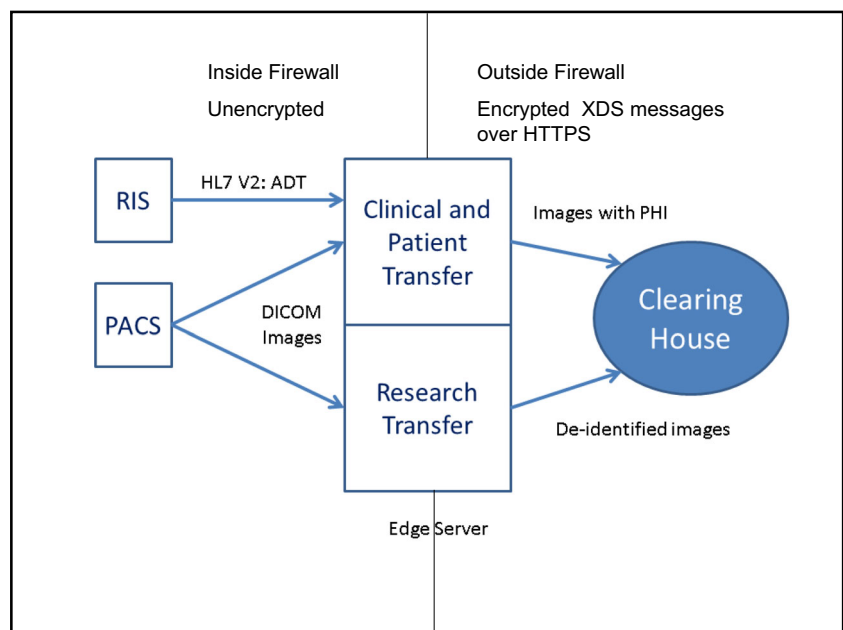 Inside Firewall
Unencrypted
Outside Firewall
Encrypted XDS messages
over HTTPS
RIS
HL7 V2: ADT
Clinical and
Patient
Transfer
Images with PHI
PACS
DICOM
Images
Clearing
House
Research
Transfer
De-identified images
Edge Server